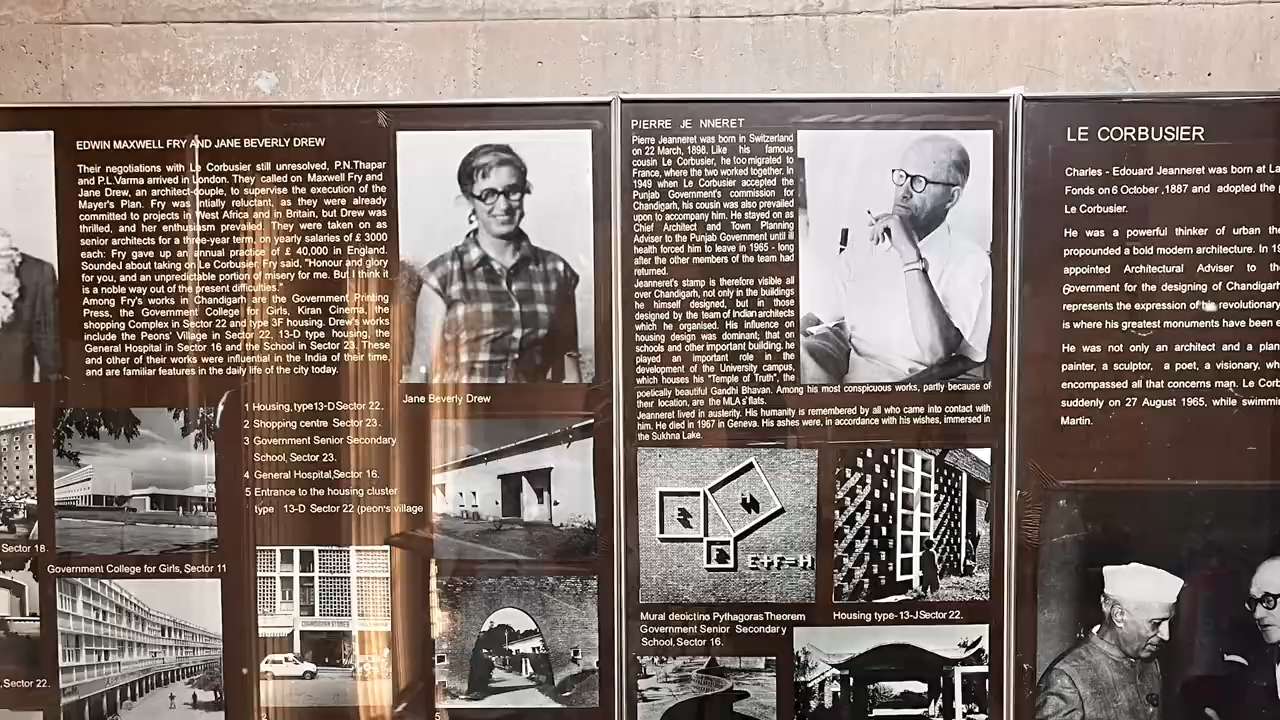 EDWIN MAXWELL FRY AND JANE BEVERLY DREW
Their negotiations with Le Corbusier still unresolved, P.N.Thapar
and P.L.Varma arrived in London. They called on Maxwell Fry and
Jane Drew, an architect-couple, to supervise the execution of the
Mayer's Plan. Fry was intially reluctant, as they were already
committed to projects in West Africa and in Britain, but Drew was
thrilled, and her enthusiasm prevailed. They were taken on as
senior architects for a three-year term, on yearly salaries of £ 3000
each: Fry gave up an annual practice of £ 40,000 in England.
Sounded about taking on Le Corbusier, Fry said, "Honour and glory
for you, and an unpredictable portion of misery for me. But I think it
is a noble way out of the present difficulties."
Among Fry's works in Chandigarh are the Government Printing
Press, the Government College for Girls, Kiran Cinema, the
shopping Complex in Sector 22 and type 3F housing. Drew's works
include the Peons' Village in Sector 22, 13-D type housing, the
General Hospital in Sector 16 and the School in Sector 23. These
and other of their works were influential in the India of their time,
and are familiar features in the daily life of the city today.
Jane Beverly Drew
1 Housing,type13-D Sector 22.
2 Shopping centre Sector 23.
3 Government Senior Secondary
School, Sector 23.
4 General Hospital,Sector 16.
5 Entrance to the housing cluster
type 13-D Sector 22 (peon's village
Sector 18.
Government College for Girls, Sector 11
, Sector 22.
2
5
PIERRE JE NNERET
Pierre Jeanneret was born in Switzerland
on 22 March, 1898. Like his famous
cousin Le Corbusier, he too migrated to
France, where the two worked together. In
1949 when Le Corbusier accepted the
Punjab Government's commission for
Chandigarh, his cousin was also prevailed
upon to accompany him. He stayed on as
Chief Architect and Town Planning
Adviser to the Punjab Government until ill
health forced him to leave in 1965 - long
after the other members of the team had
returned.
Jeanneret's stamp is therefore visible all
over Chandigarh, not only in the buildings
he himself designed, but in those
designed by the team of Indian architects
which he organised. His influence on
housing design was dominant; that on
schools and other important building, he
played an important role in the
development of the University campus,
which houses his "Temple of Truth", the
poetically beautiful Gandhi Bhavan. Among his most conspicuous works, partly because of
their location, are the MLA's flats.
Jeanneret lived in austerity. His humanity is remembered by all who came into contact with
him. He died in 1967 in Geneva. His ashes were, in accordance with his wishes, immersed in
the Sukhna Lake.
E+F=H
Mural depicting Pythagoras Theorem
Government Senior Secondary
School, Sector 16.
Housing type-13-J Sector 22.
LE CORBUSIER
Charles - Edouard Jeanneret was born at La
Fonds on 6 October ,1887 and adopted the
Le Corbusier.
He was a powerful thinker of urban
propounded a bold modern architecture. In 19
appointed Architectural Adviser to the
Government for the designing of Chandigarh
represents the expression of his revolutionary
is where his greatest monuments have been
He was not only an architect and a
painter, a sculptor, a poet, a visionary,
encompassed all that concerns man. Le
suddenly on 27 August 1965, while
Martin.